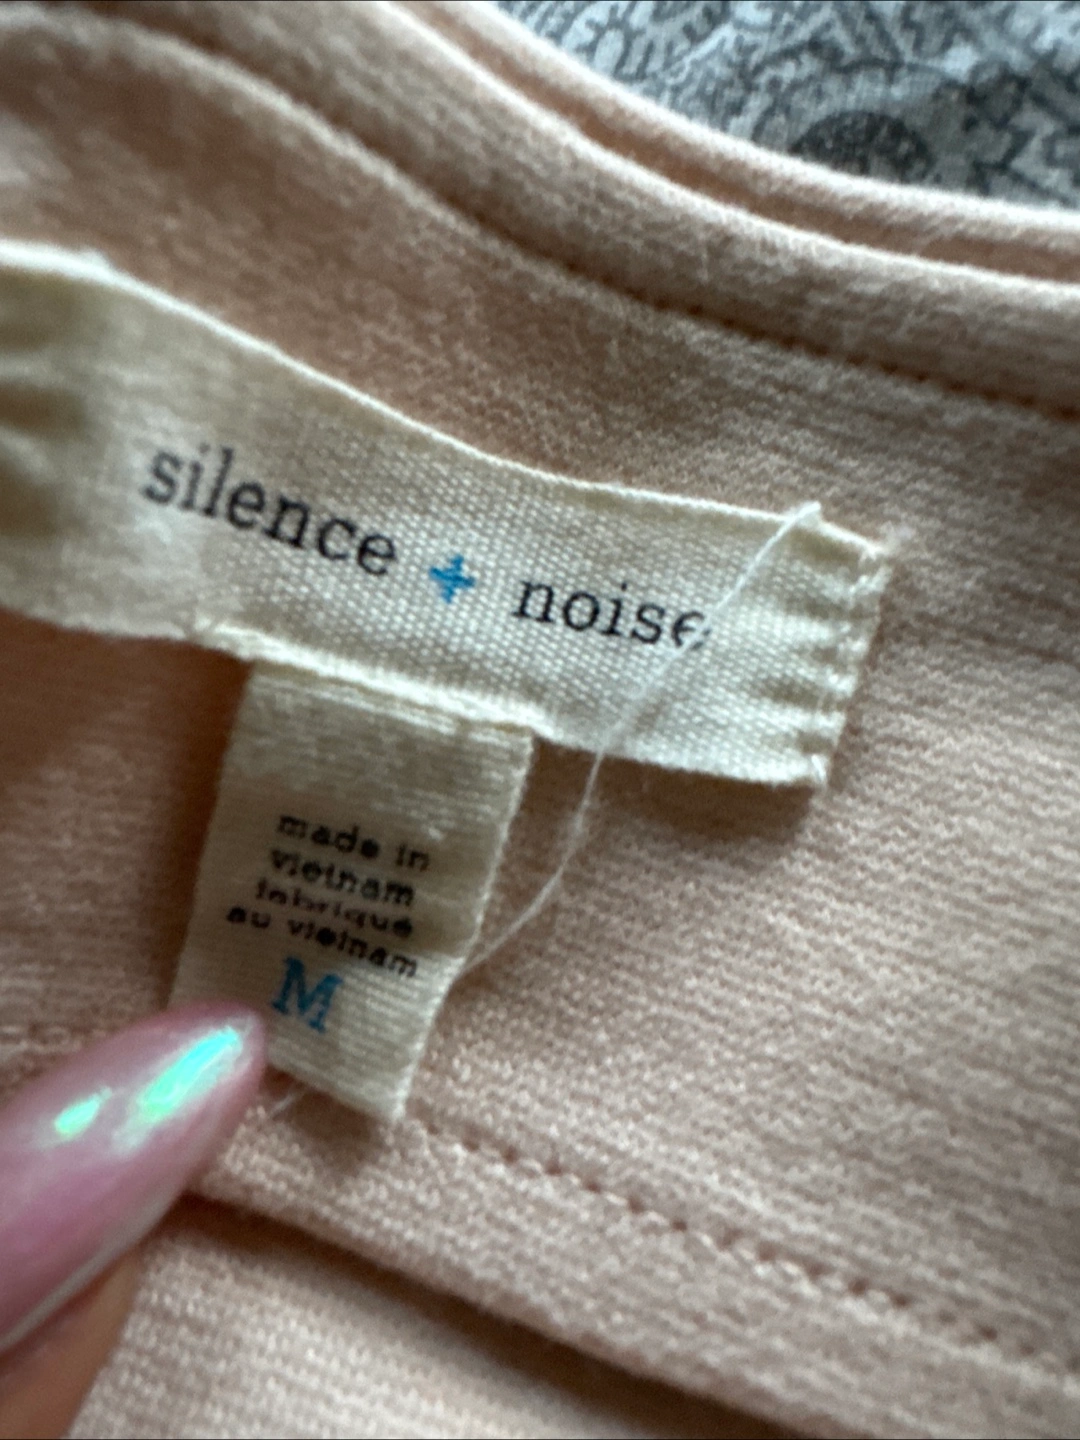 silence + noise
made in
vietnam
fabriqué
au vietnam
M